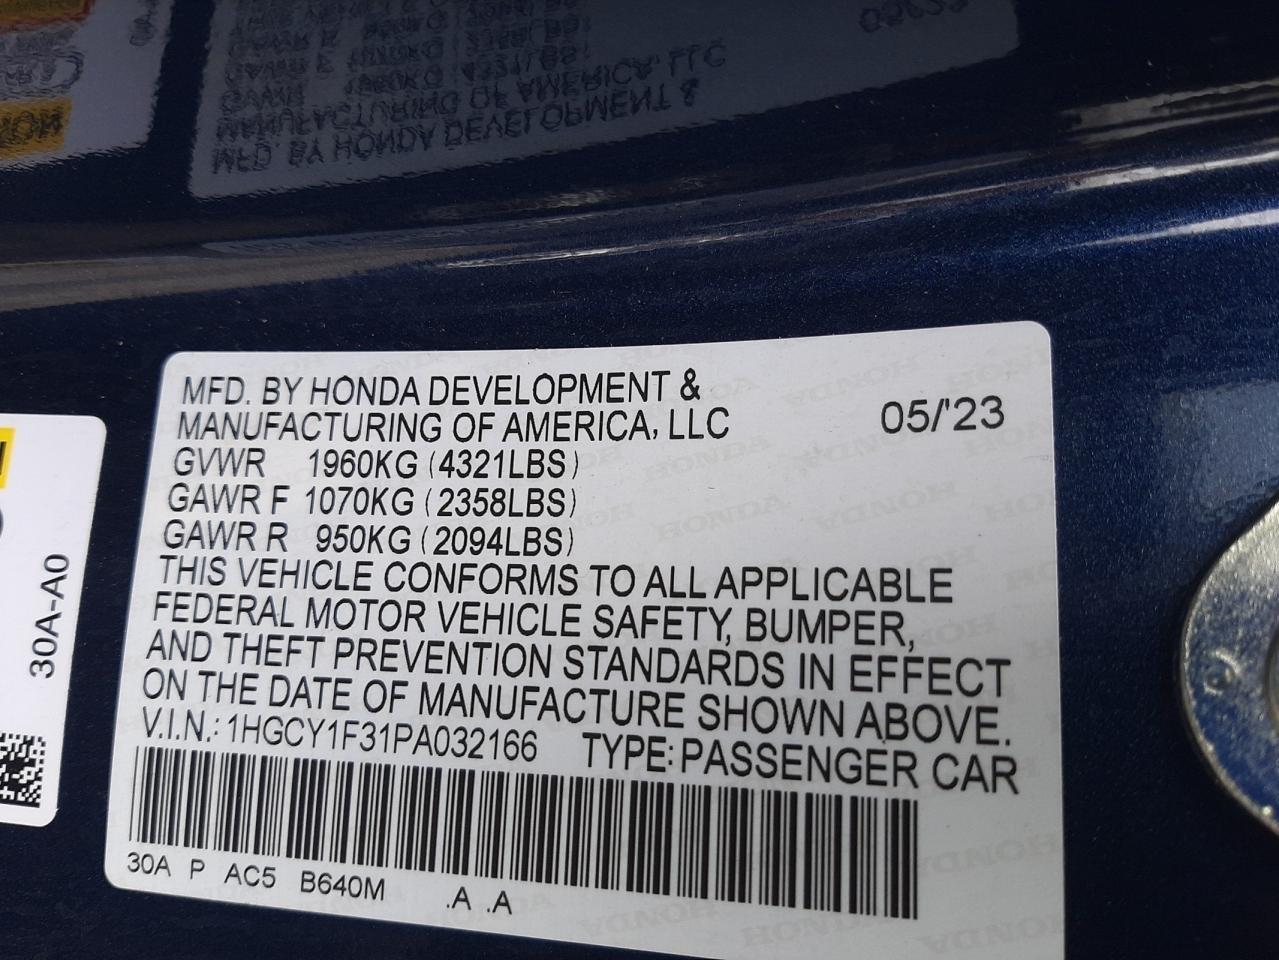 MFD. BY HONDA DEVELOPMENT &
MANUFACTURING OF AMERICA, LLC 05/'23
GVWR 1960KG (4321LBS)
GAWR F 1070KG (2358LBS)
GAWR R 950KG (2094LBS)
THIS VEHICLE CONFORMS TO ALL APPLICABLE
FEDERAL MOTOR VEHICLE SAFETY, BUMPER,
AND THEFT PREVENTION STANDARDS IN EFFECT
ON THE DATE OF MANUFACTURE SHOWN ABOVE.
V.I.N.: 1HGCY1F31PA032166 TYPE: PASSENGER CAR
30A P AC5 B640M .A .A
30A-A0